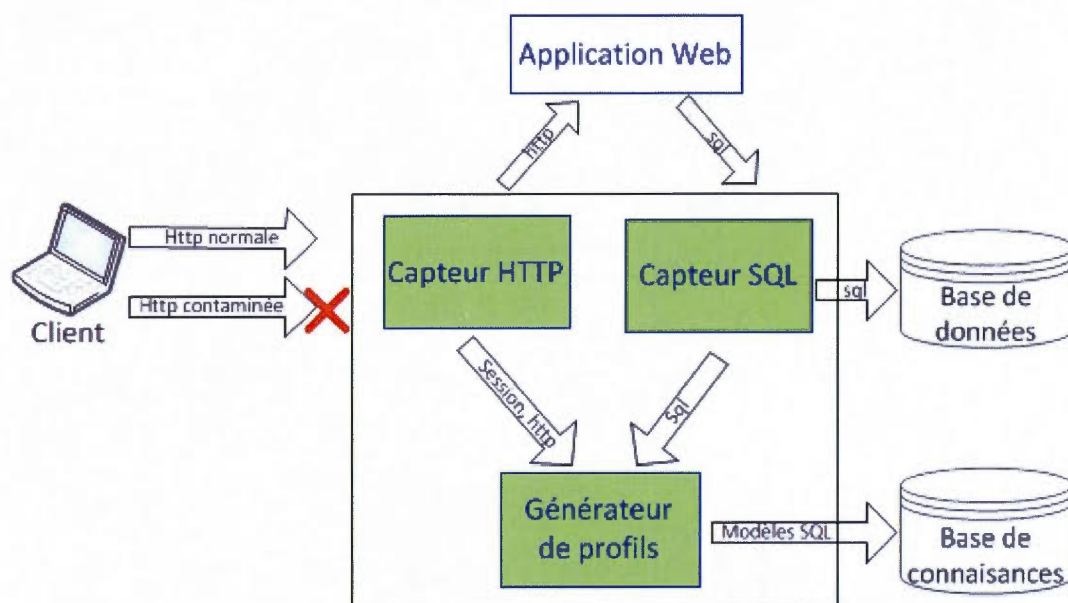 Application Web
http
sql
Http normale
Capteur HTTP
Capteur SQL
Http contaminée
sql
Client
Base de
données
Session, http
Sql
Générateur
de profils
Modèles SQL
Base de
connaisances